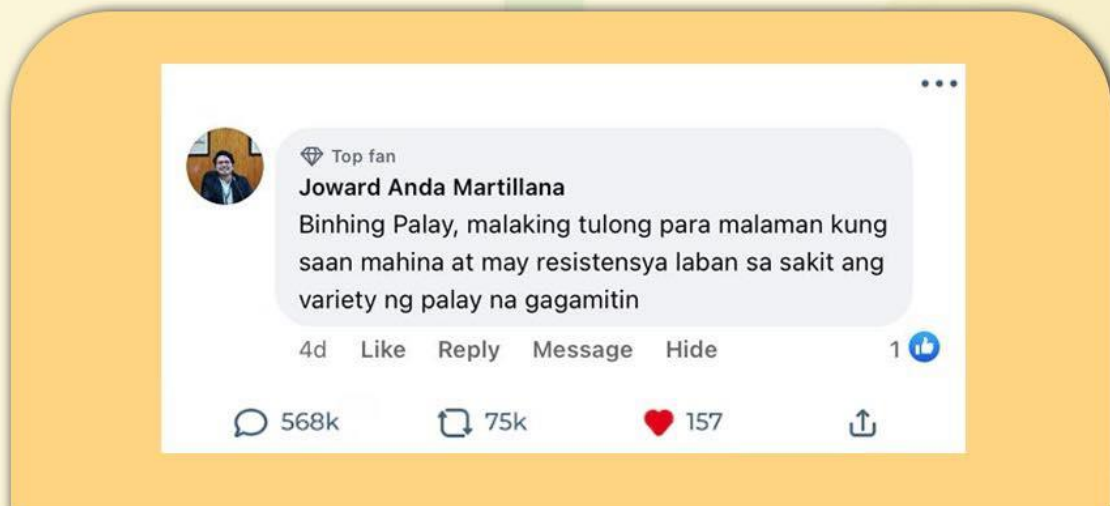 Top fan
Joward Anda Martillana
Binhing Palay, malaking tulong para malaman kung
saan mahina at may resistensya laban sa sakit ang
variety ng palay na gagamitin
4d Like Reply Message Hide 1
568k 75k 157